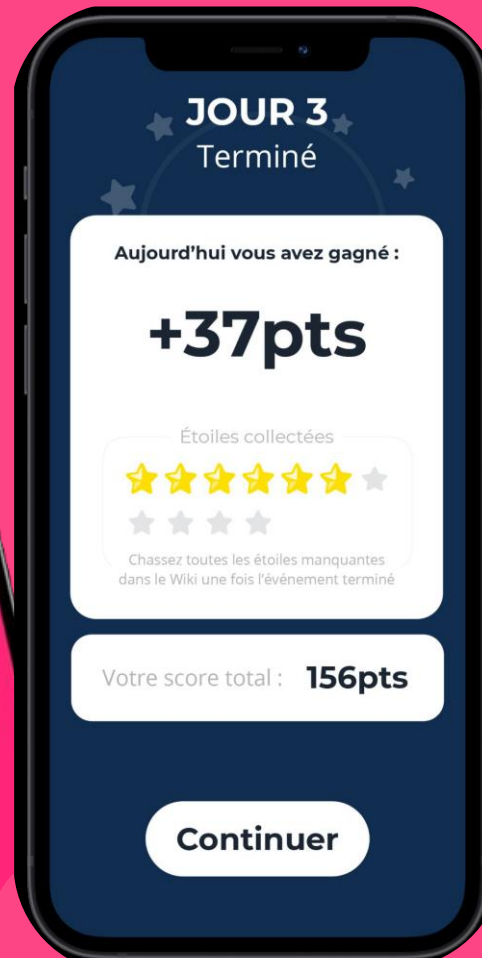 JOUR 3
Terminé
Aujourd’hui vous avez gagné :
+37pts
Étoiles collectées
Chassez toutes les étoiles manquantes
dans le Wiki une fois l’événement terminé
Votre score total : 156pts
Continuer